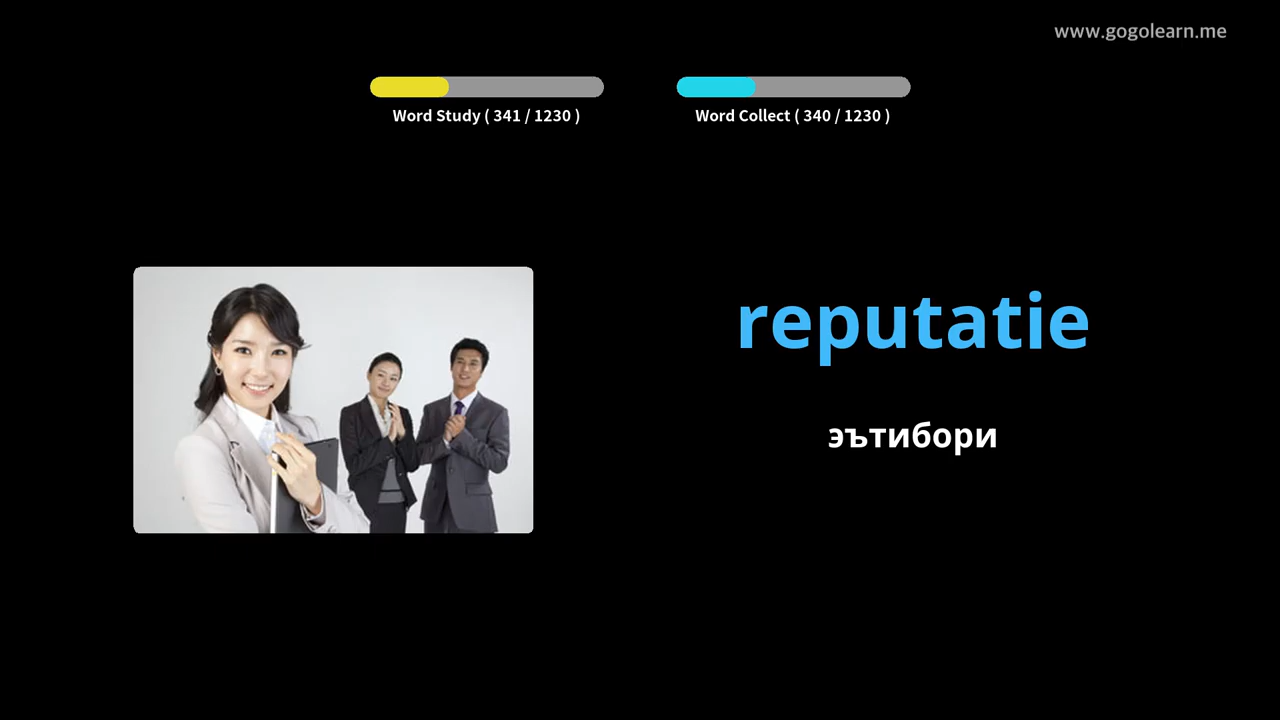 www.gogolearn.me
Word Study ( 341 / 1230 )
Word Collect ( 340 / 1230 )
reputatie
эътибори